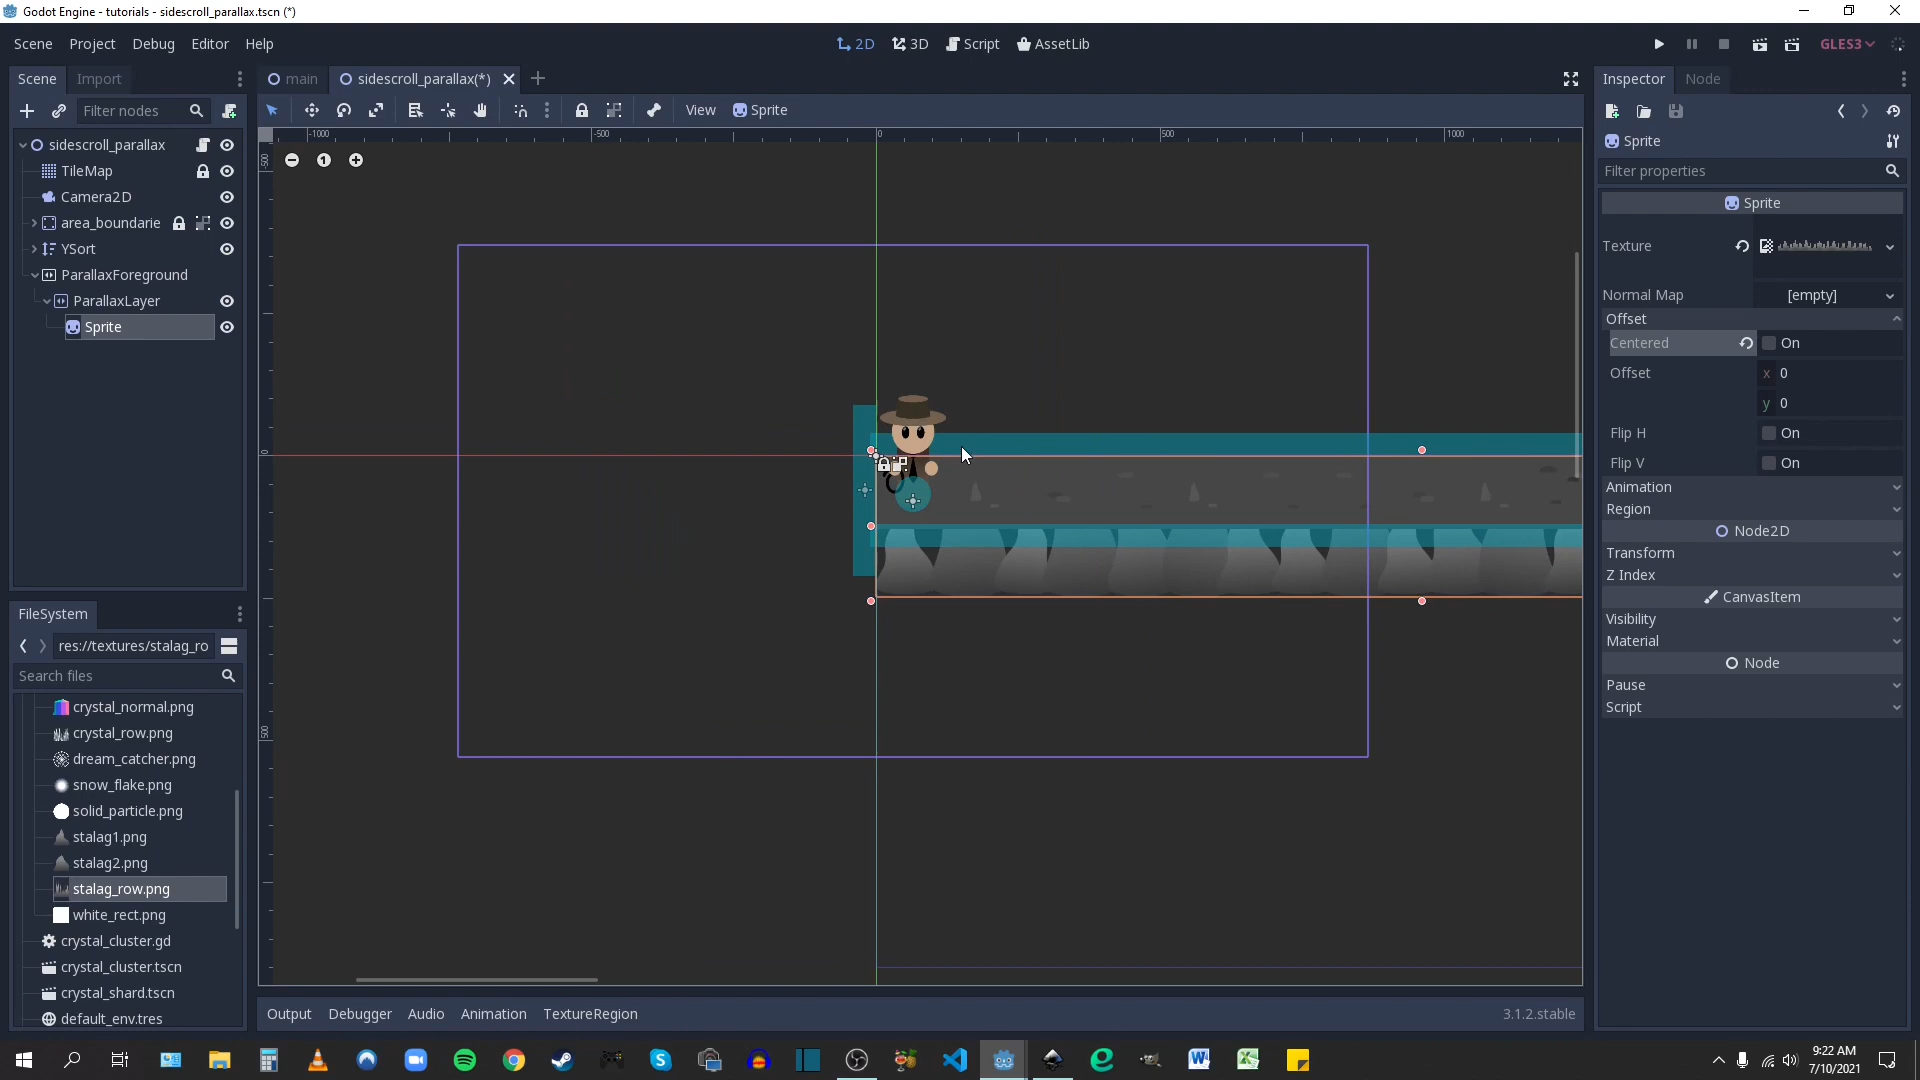 Godot Engine - tutorials - sidescroll_parallax.tscn (*)
Scene Project Debug Editor Help
2D 3D Script AssetLib
GLES3
Scene Import
main sidescroll_parallax(*)
Inspector Node
Filter nodes
View Sprite
-1000 -500 0 500 1000
sidescroll_parallax
TileMap
Camera2D
area_boundarie
YSort
ParallaxForeground
ParallaxLayer
Sprite
-500
0
500
1
Sprite
Filter properties
Sprite
Texture
Normal Map [empty]
Offset
Centered On
Offset x 0
y 0
Flip H On
Flip V On
Animation
Region
Node2D
Transform
Z Index
CanvasItem
Visibility
Material
Node
Pause
Script
FileSystem
res://textures/stalag_ro
Search files
crystal_normal.png
crystal_row.png
dream_catcher.png
snow_flake.png
solid_particle.png
stalag1.png
stalag2.png
stalag_row.png
white_rect.png
crystal_cluster.gd
crystal_cluster.tscn
crystal_shard.tscn
default_env.tres
Output Debugger Audio Animation TextureRegion
3.1.2.stable
9:22 AM
7/10/2021